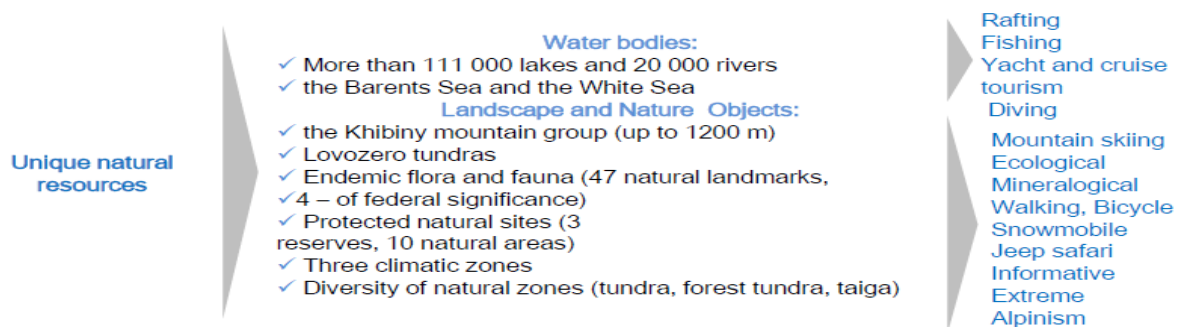 Unique natural
resources
Water bodies:
✓ More than 111 000 lakes and 20 000 rivers
✓ the Barents Sea and the White Sea
Landscape and Nature Objects:
✓ the Khibiny mountain group (up to 1200 m)
✓ Lovozero tundras
✓ Endemic flora and fauna (47 natural landmarks,
✓4 – of federal significance)
✓ Protected natural sites (3
reserves, 10 natural areas)
✓ Three climatic zones
✓ Diversity of natural zones (tundra, forest tundra, taiga)
Rafting
Fishing
Yacht and cruise
tourism
Diving
Mountain skiing
Ecological
Mineralogical
Walking, Bicycle
Snowmobile
Jeep safari
Informative
Extreme
Alpinism